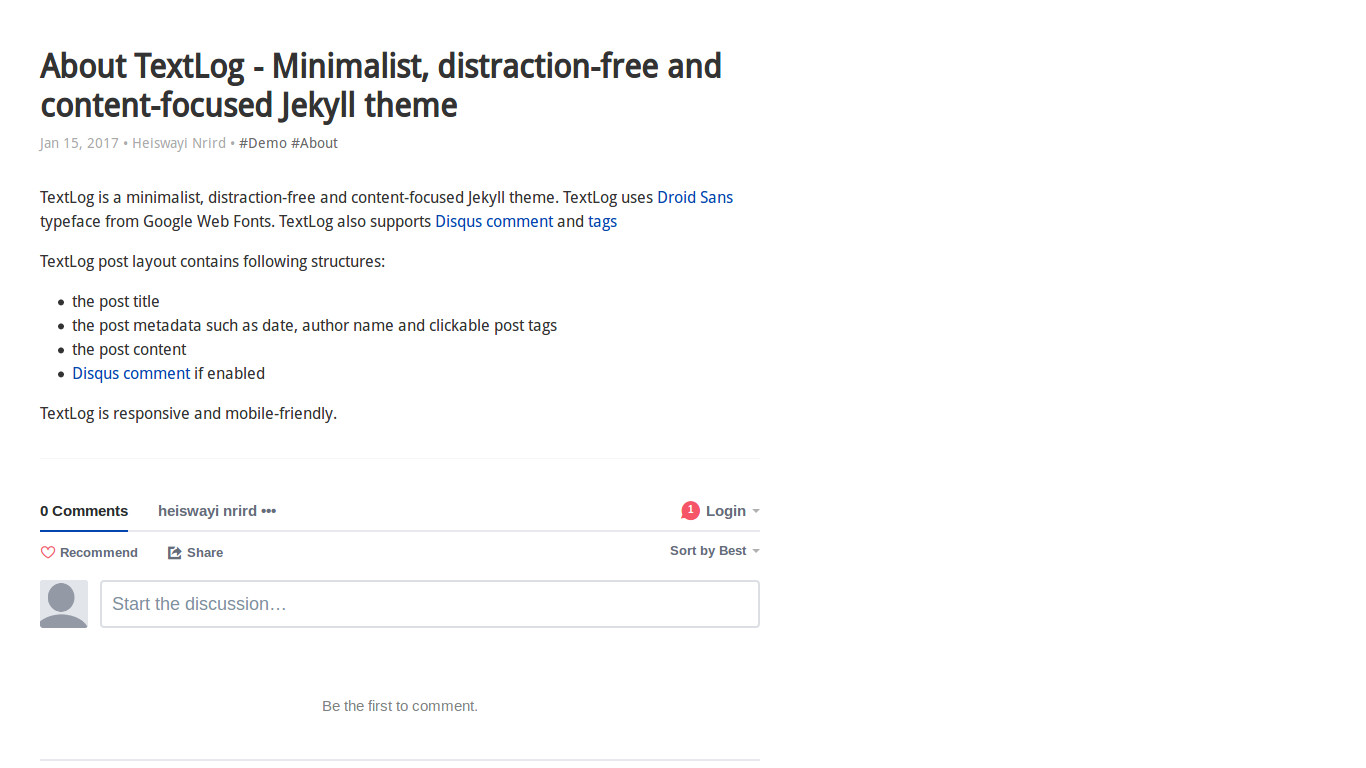 About TextLog - Minimalist, distraction-free and
content-focused Jekyll theme
Jan 15, 2017 • Heiswayi Nrird • #Demo #About
TextLog is a minimalist, distraction-free and content-focused Jekyll theme. TextLog uses Droid Sans
typeface from Google Web Fonts. TextLog also supports Disqus comment and tags
TextLog post layout contains following structures:
• the post title
• the post metadata such as date, author name and clickable post tags
• the post content
• Disqus comment if enabled
TextLog is responsive and mobile-friendly.
0 Comments heiswayi nrird ••• 1 Login
Recommend Share Sort by Best
Start the discussion…
Be the first to comment.